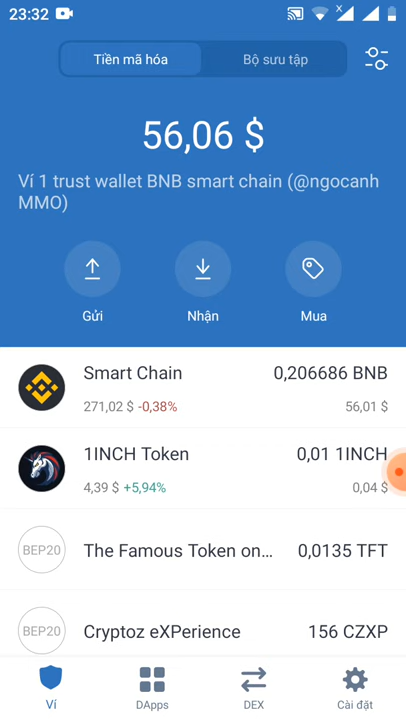 23:32
Tiền mã hóa
Bộ sưu tập
56,06 $
Ví 1 trust wallet BNB smart chain (@ngocanh
MMO)
Gửi
Nhận
Mua
Smart Chain
0,206686 BNB
271,02 $ -0,38%
56,01 $
1INCH Token
0,01 1INCH
4,39 $ +5,94%
0,04 $
BEP20
The Famous Token on...
0,0135 TFT
BEP20
Cryptoz eXPerience
156 CZXP
Ví
DApps
DEX
Cài đặt